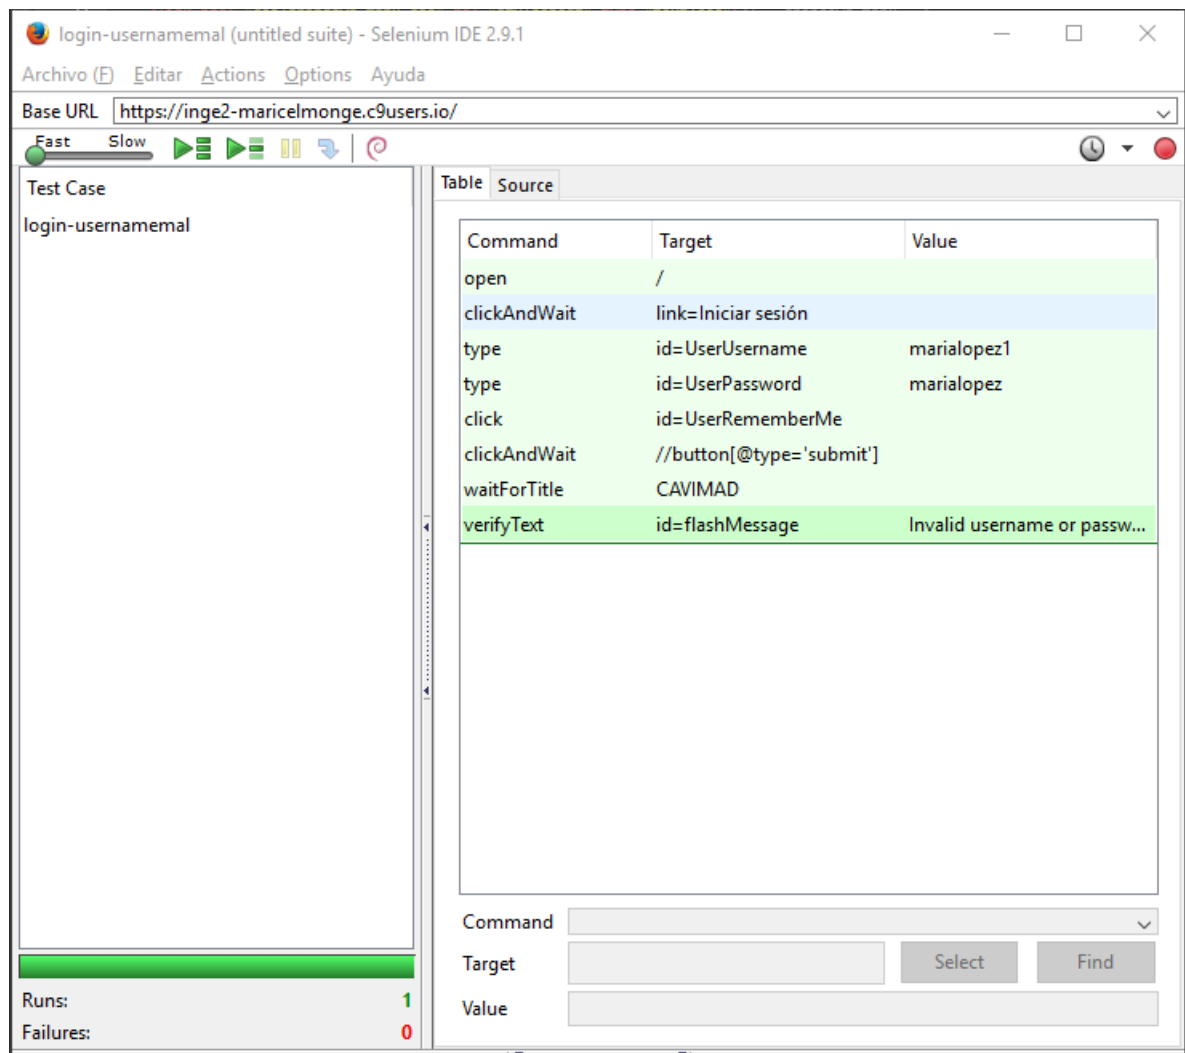 login-usernamemal (untitled suite) - Selenium IDE 2.9.1
Archivo (F) Editar Actions Options Ayuda
Base URL https://inge2-maricelmonge.c9users.io/
Fast Slow
Test Case
login-usernamemal
Table Source
Command Target Value
open /
clickAndWait link=Iniciar sesión
type id=UserUsername marialopez1
type id=UserPassword marialopez
click id=UserRememberMe
clickAndWait //button[@type='submit']
waitForTitle CAVIMAD
verifyText id=flashMessage Invalid username or passw...
Command
Target Select Find
Value
Runs: 1
Failures: 0